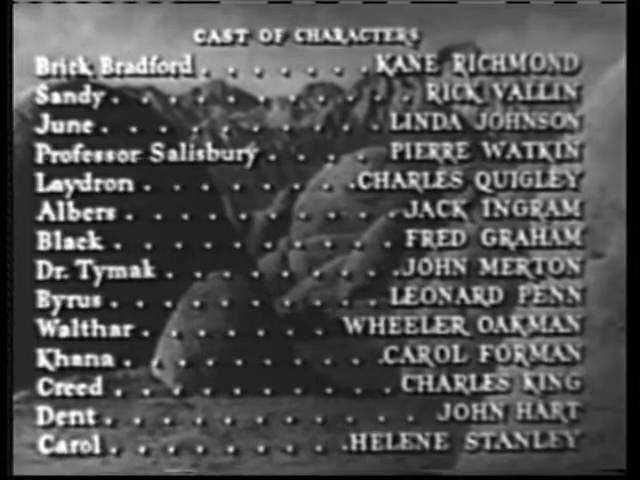 CAST OF CHARACTERS
Brick Bradford . . . . . . . KANE RICHMOND
Sandy . . . . . . . . . . . . RICK VALLIN
June . . . . . . . . . . . LINDA JOHNSON
Professor Salisbury . . . . PIERRE WATKIN
Laydron . . . . . . . . CHARLES QUIGLEY
Albers . . . . . . . . . . . JACK INGRAM
Black . . . . . . . . . . . FRED GRAHAM
Dr. Tymak . . . . . . . . . JOHN MERTON
Byrus . . . . . . . . . . . LEONARD PENN
Walthar . . . . . . . . WHEELER OAKMAN
Khana . . . . . . . . . . CAROL FORMAN
Creed . . . . . . . . . . . CHARLES KING
Dent . . . . . . . . . . . . . JOHN HART
Carol . . . . . . . . . HELENE STANLEY